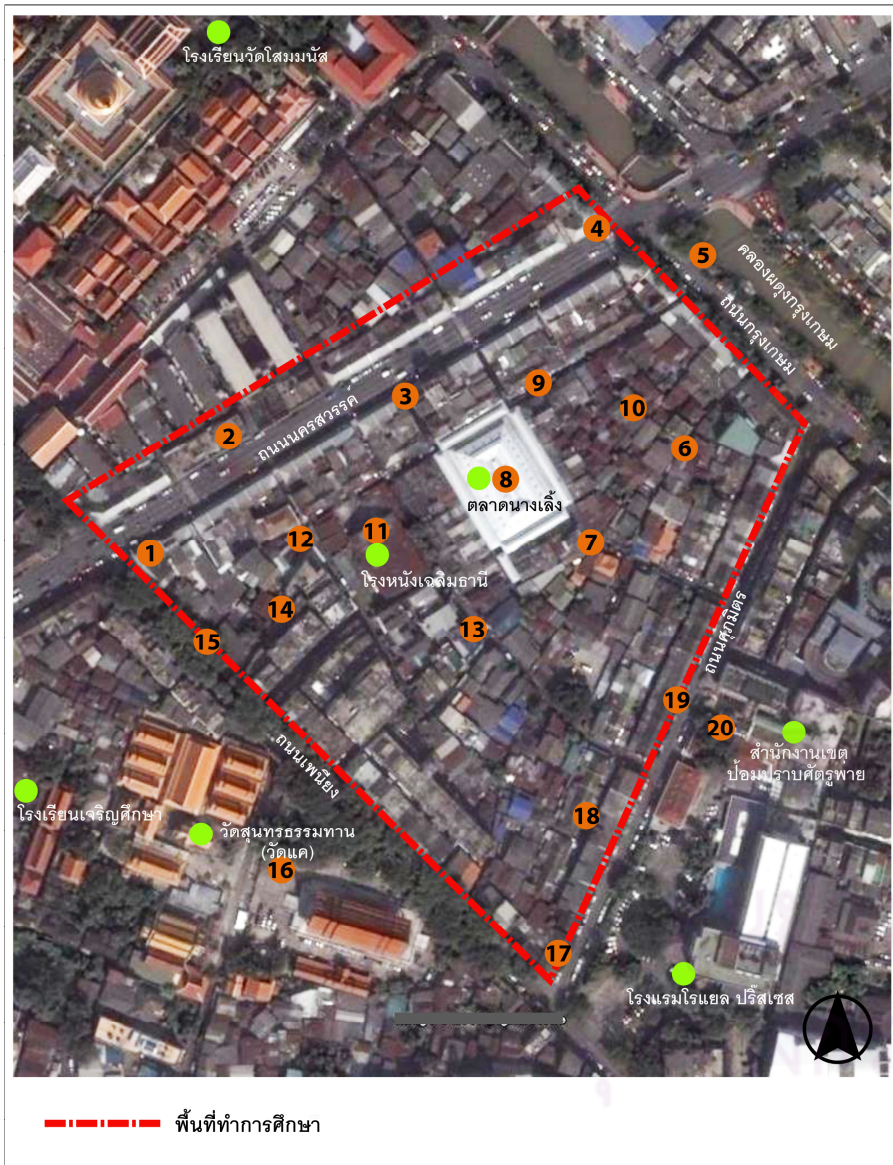 โรงเรียนวัดโสมมนัส
4
5
คลองผดุงกรุงเกษม
ถนนกรุงเกษม
9
3
10
2
ถนนนครสวรรค์
6
8
ตลาดนางเลิ้ง
11
12
7
1
โรงหนังเฉลิมธานี
14
13
15
ถนนศุภมิตร
19
20
สำนักงานเขต
ป้อมปราบศัตรูพาย
ถนนเพนียง
โรงเรียนเจริญศึกษา
18
วัดสุนทรธรรมทาน
(วัดแค)
16
17
โรงแรมโรแยล ปริ๊สเซส
พื้นที่ทำการศึกษา